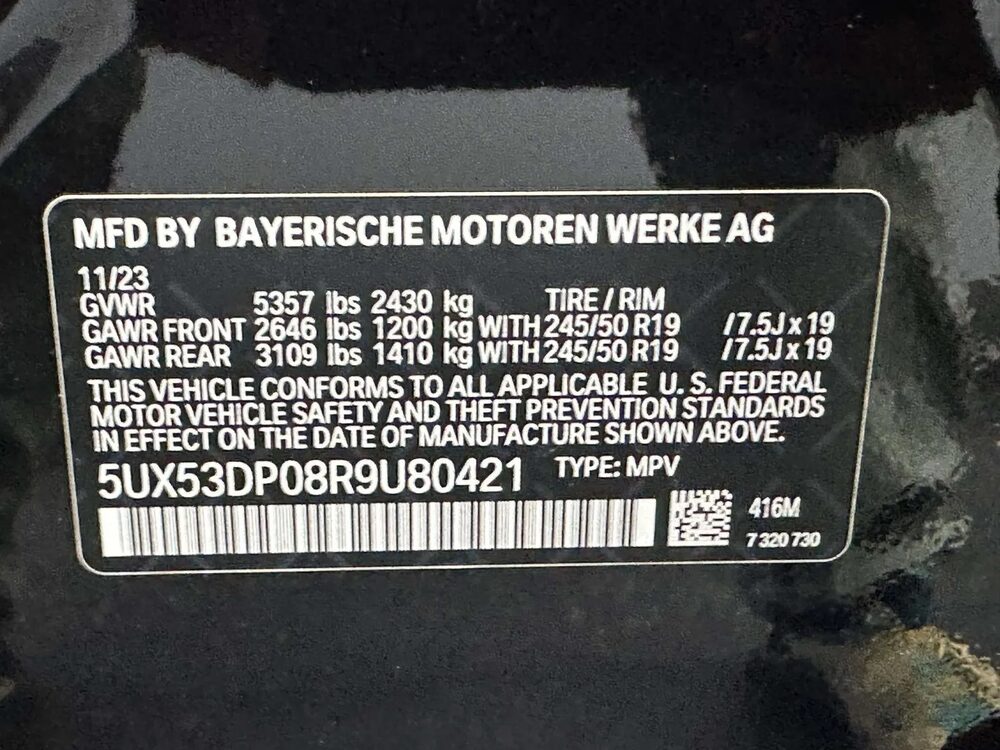 MFD BY BAYERISCHE MOTOREN WERKE AG
11/23
GVWR 5357 lbs 2430 kg TIRE / RIM
GAWR FRONT 2646 lbs 1200 kg WITH 245/50 R19 /7.5J x 19
GAWR REAR 3109 lbs 1410 kg WITH 245/50 R19 /7.5J x 19
THIS VEHICLE CONFORMS TO ALL APPLICABLE U. S. FEDERAL
MOTOR VEHICLE SAFETY AND THEFT PREVENTION STANDARDS
IN EFFECT ON THE DATE OF MANUFACTURE SHOWN ABOVE.
5UX53DP08R9U80421 TYPE: MPV
416M
7 320 730